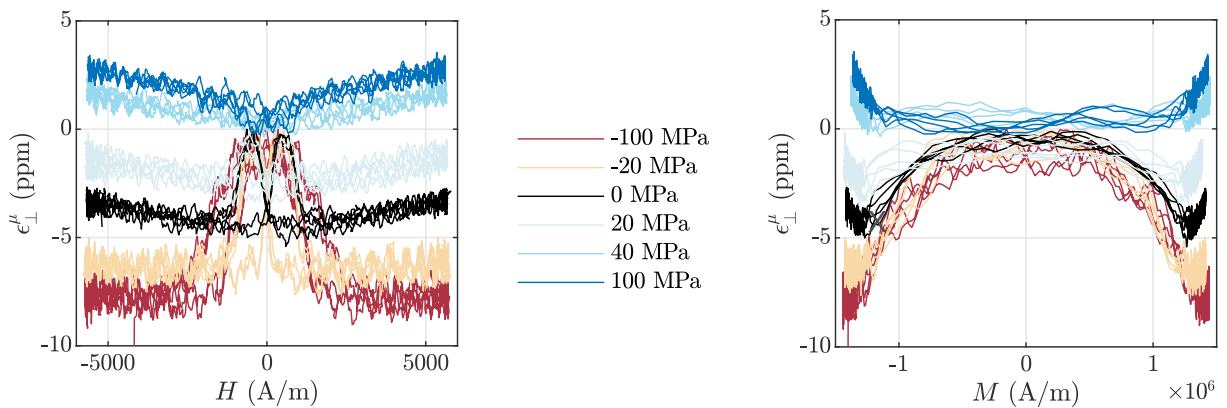 5
0
-5
-10
ϵ^μ_⊥ (ppm)
-5000 0 5000
H (A/m)
-100 MPa
-20 MPa
0 MPa
20 MPa
40 MPa
100 MPa
5
0
-5
-10
ϵ^μ_⊥ (ppm)
-1 0 1
×10^6
M (A/m)